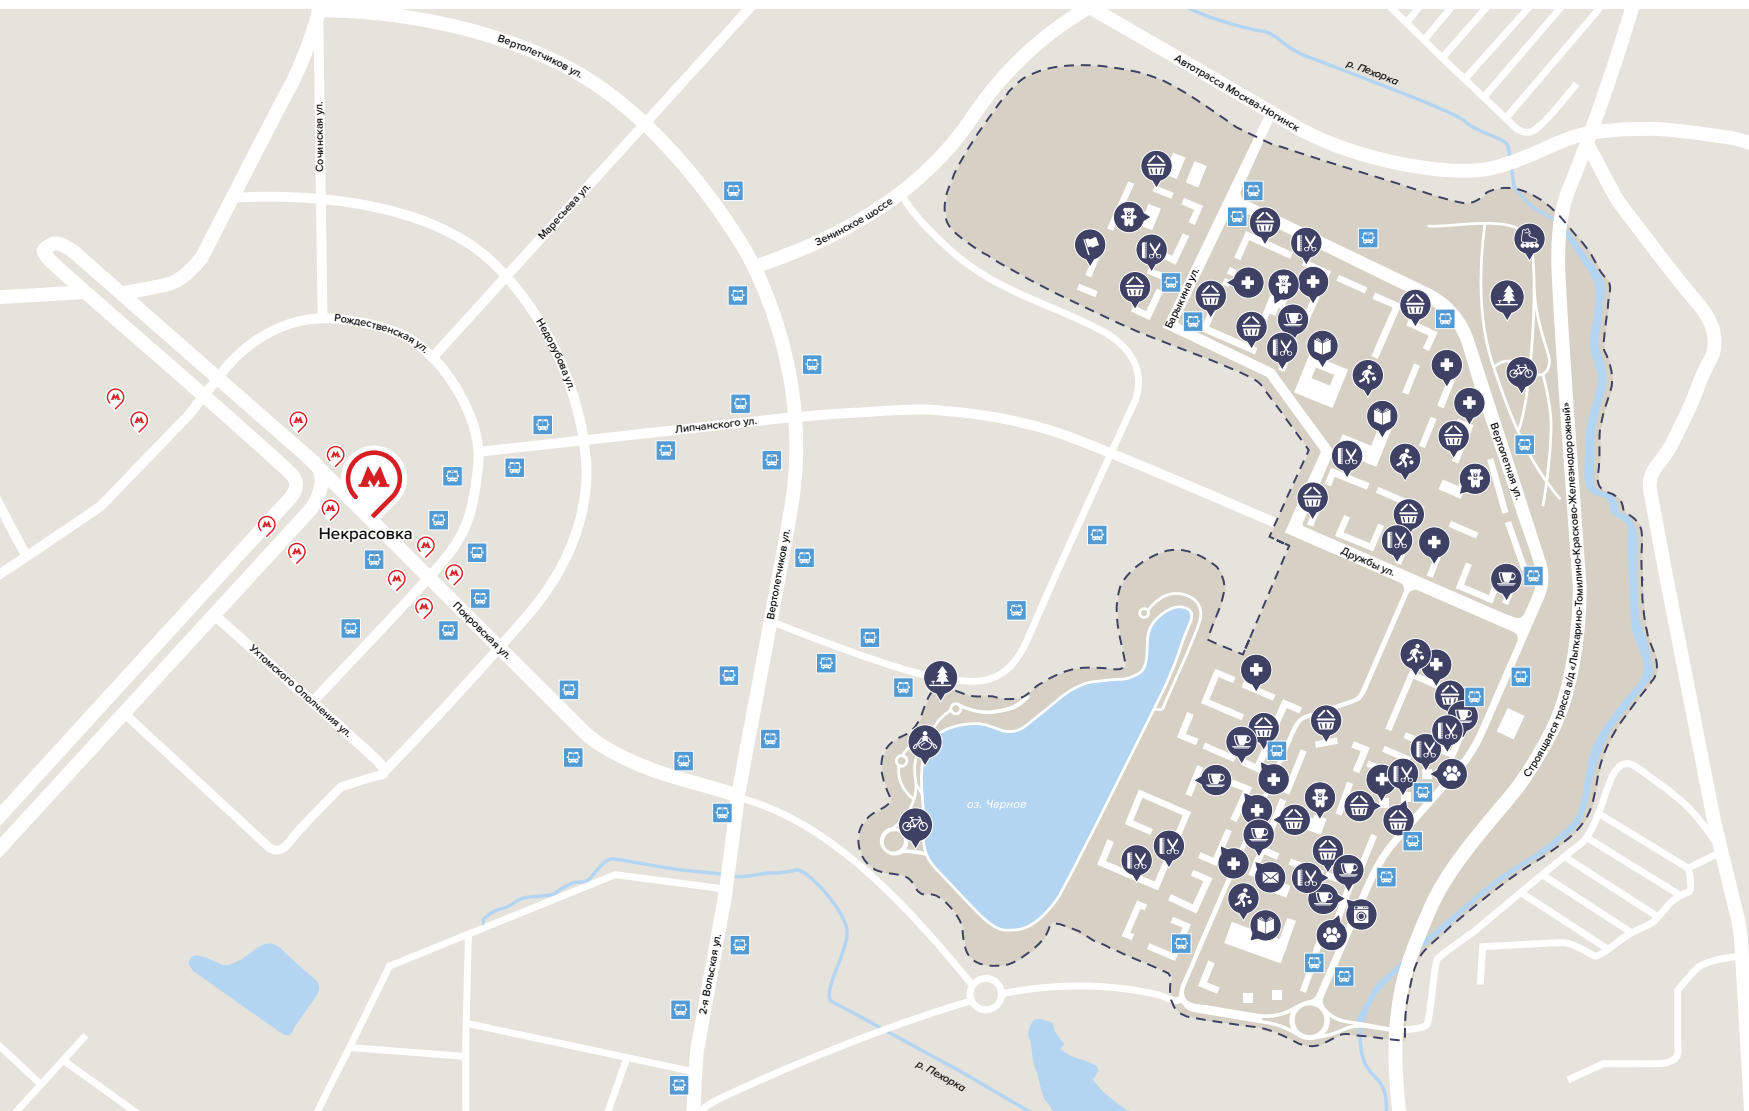 Вертолетчиков ул.
Автотрасса Москва-Ногинск
р. Пехорка
Сочинская ул.
Маресьева ул.
Зенинское шоссе
Барыкина ул.
Рождественская ул.
Недорубова ул.
Липчанского ул.
Вертолетная ул.
Строящаяся трасса а/д «Лыткарино-Томилино-Красково-Железнодорожный»
Некрасовка
Дружбы ул.
Вертолетчиков ул.
Покровская ул.
Ухтомского Ополчения ул.
оз. Черное
2-я Вольская ул.
р. Пехорка